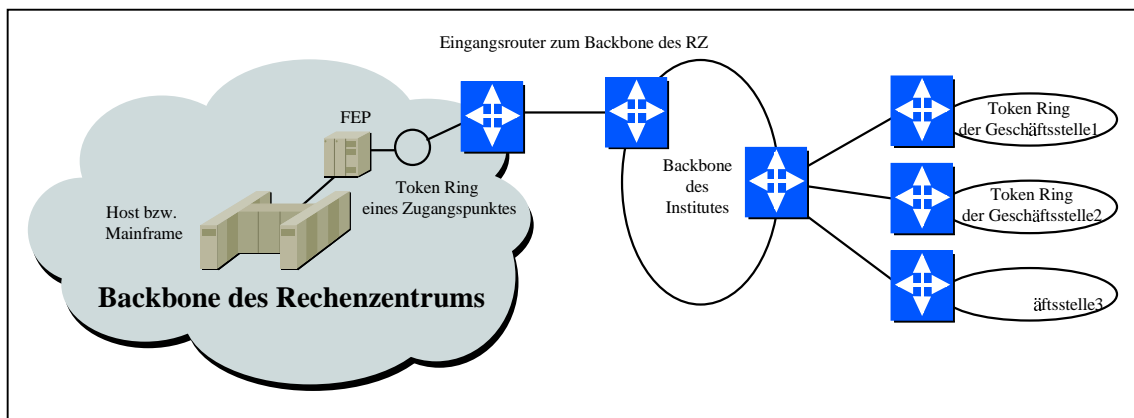 Eingangsrouter zum Backbone des RZ
FEP
Token Ring
eines Zugangspunktes
Host bzw.
Mainframe
Backbone des Rechenzentrums
Backbone
des
Institutes
Token Ring
der Geschäftsstelle1
Token Ring
der Geschäftsstelle2
äftsstelle3